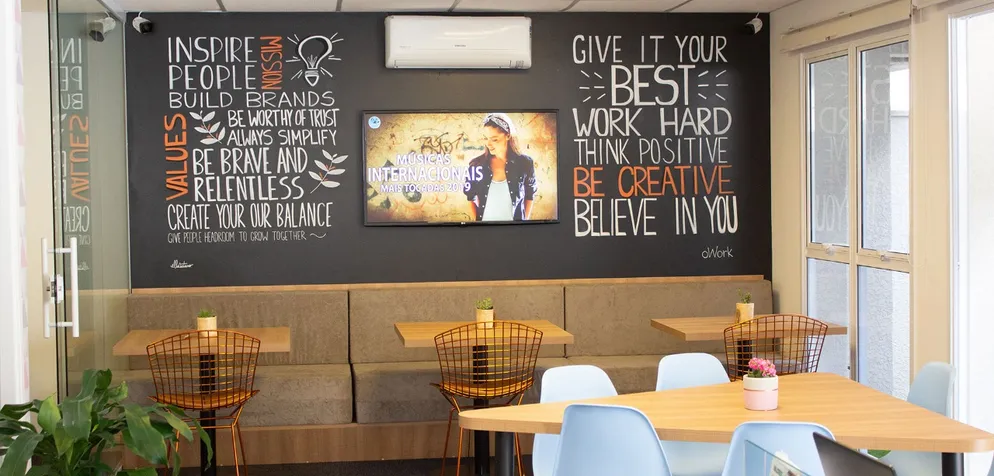 INSPIRE
PEOPLE
MISSION
BUILD BRANDS
VALUES
BE WORTHY OF TRUST
ALWAYS SIMPLIFY
BE BRAVE AND
RELENTLESS
CREATE YOUR OUR BALANCE
GIVE PEOPLE HEADROOM TO GROW TOGETHER
MÚSICAS
INTERNACIONAIS
MAIS TOCADAS 2019
GIVE IT YOUR
BEST
WORK HARD
THINK POSITIVE
BE CREATIVE
BELIEVE IN YOU
dWork